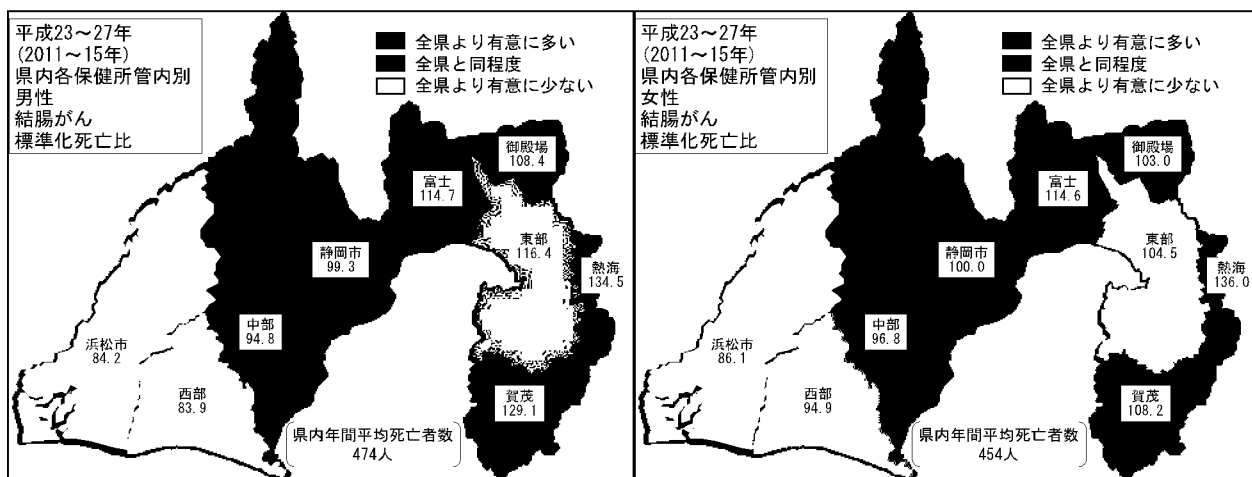 平成23～27年
(2011～15年)
県内各保健所管内別
男性
結腸がん
標準化死亡比
全県より有意に多い
全県と同程度
全県より有意に少ない
御殿場
108.4
富士
114.7
東部
116.4
静岡市
99.3
熱海
134.5
中部
94.8
浜松市
84.2
西部
83.9
賀茂
129.1
県内年間平均死亡者数
474人
平成23～27年
(2011～15年)
県内各保健所管内別
女性
結腸がん
標準化死亡比
全県より有意に多い
全県と同程度
全県より有意に少ない
御殿場
103.0
富士
114.6
東部
104.5
静岡市
100.0
熱海
136.0
中部
96.8
浜松市
86.1
西部
94.9
賀茂
108.2
県内年間平均死亡者数
454人